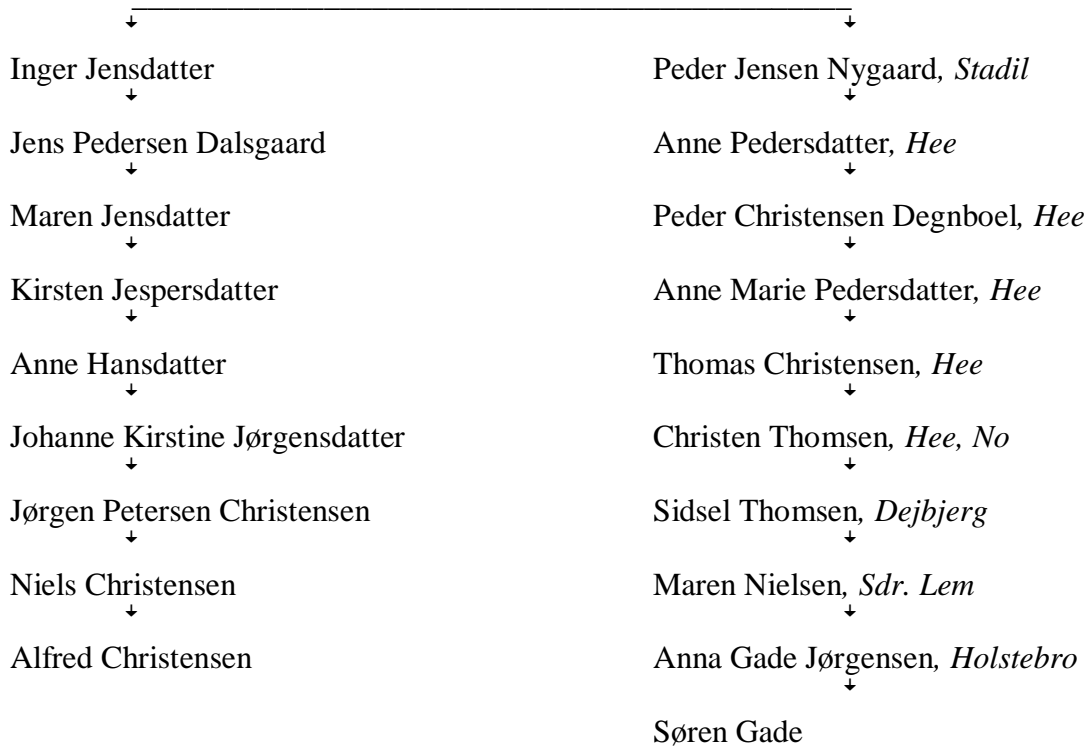 Inger Jensdatter Peder Jensen Nygaard, Stadil
Jens Pedersen Dalsgaard Anne Pedersdatter, Hee
Maren Jensdatter Peder Christensen Degnboel, Hee
Kirsten Jespersdatter Anne Marie Pedersdatter, Hee
Anne Hansdatter Thomas Christensen, Hee
Johanne Kirstine Jørgensdatter Christen Thomsen, Hee, No
Jørgen Petersen Christensen Sidsel Thomsen, Dejbjerg
Niels Christensen Maren Nielsen, Sdr. Lem
Alfred Christensen Anna Gade Jørgensen, Holstebro
Søren Gade